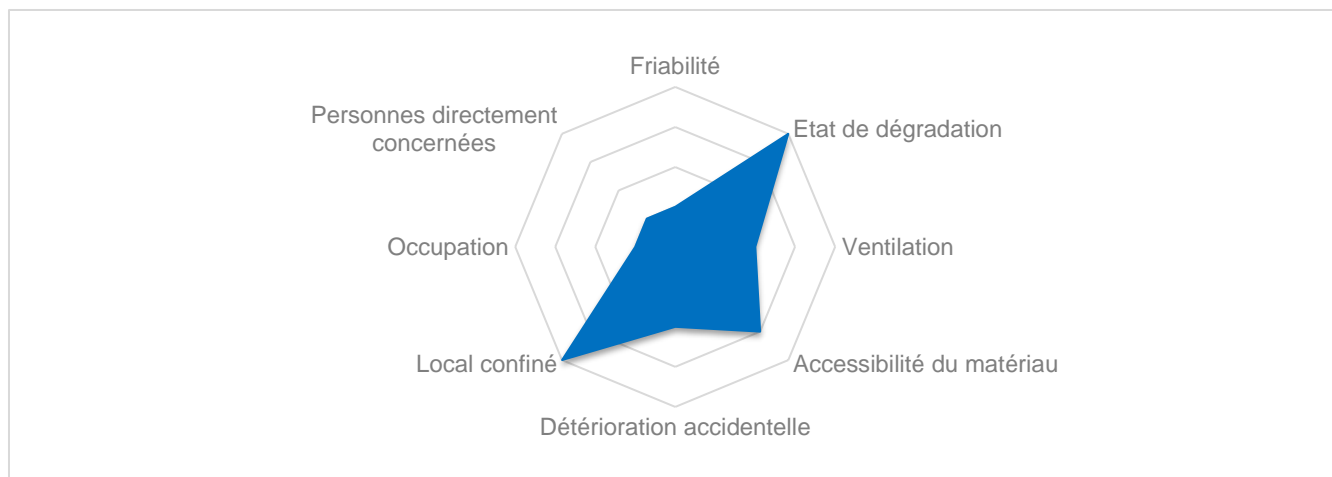 Friabilité
Personnes directement
concernées
Etat de dégradation
Occupation
Ventilation
Local confiné
Accessibilité du matériau
Détérioration accidentelle